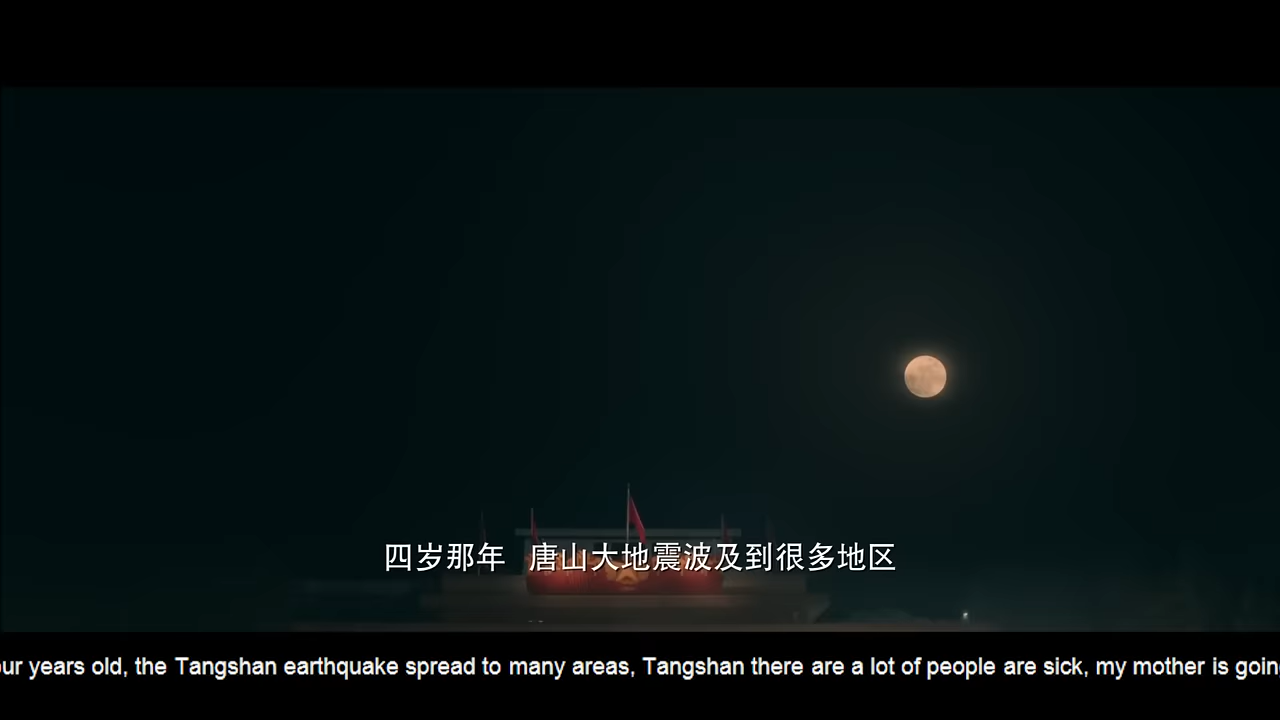 四岁那年 唐山大地震波及到很多地区
years old, the Tangshan earthquake spread to many areas, Tangshan there are a lot of people are sick, my mother is